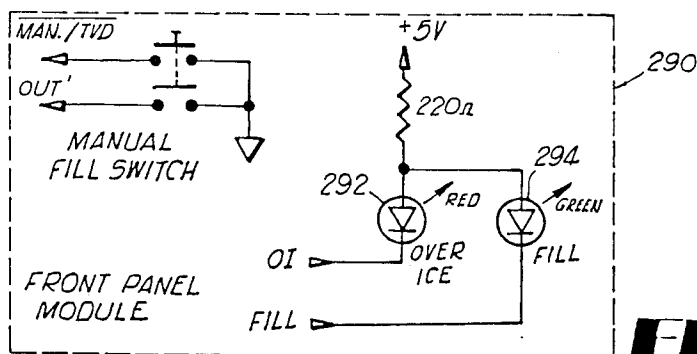 MAN./TVD
OUT'
MANUAL
FILL SWITCH
+5V
220Ω
290
292
RED
294
GREEN
OI
OVER
ICE
FILL
FRONT PANEL
MODULE
FILL